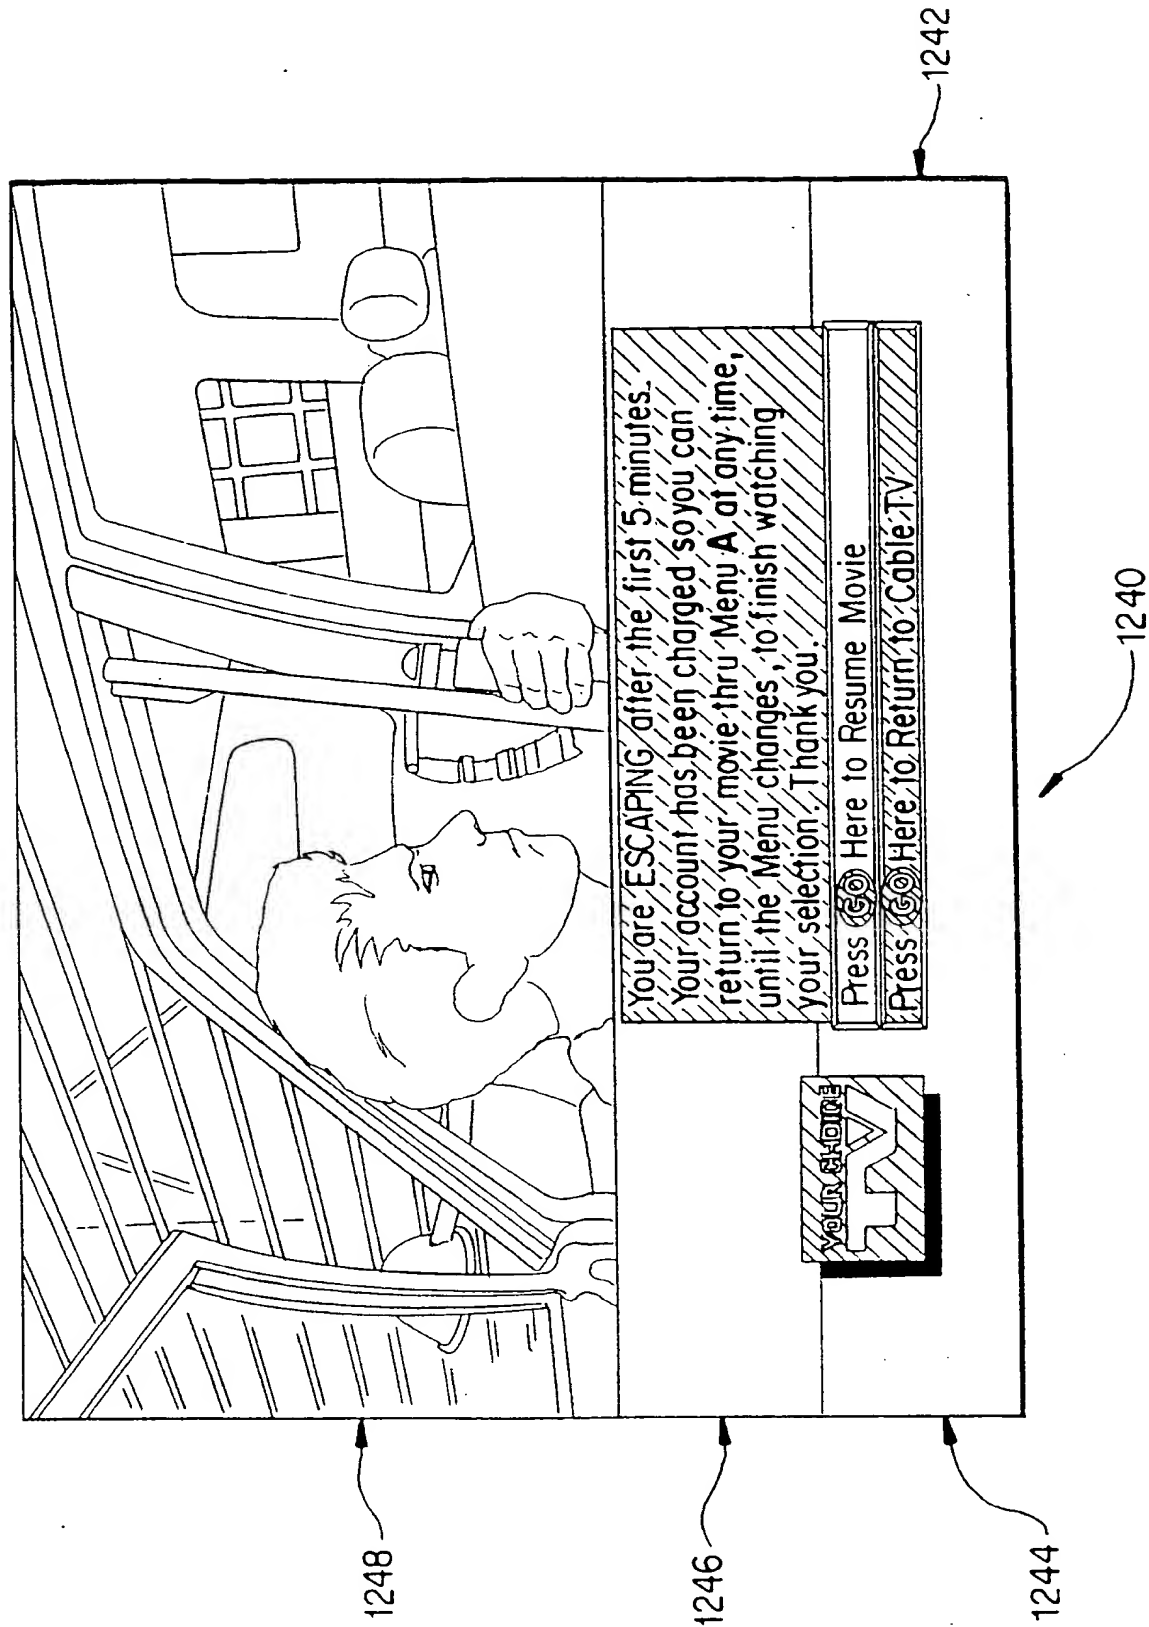 1248
1246
1244
1242
1240
You are ESCAPING after the first 5 minutes.
Your account has been charged so you can
return to your movie thru Menu A at any time,
until the Menu changes, to finish watching
your selection. Thank you.
Press GO Here to Resume Movie
Press GO Here to Return to Cable TV
YOUR CHOICE
TV